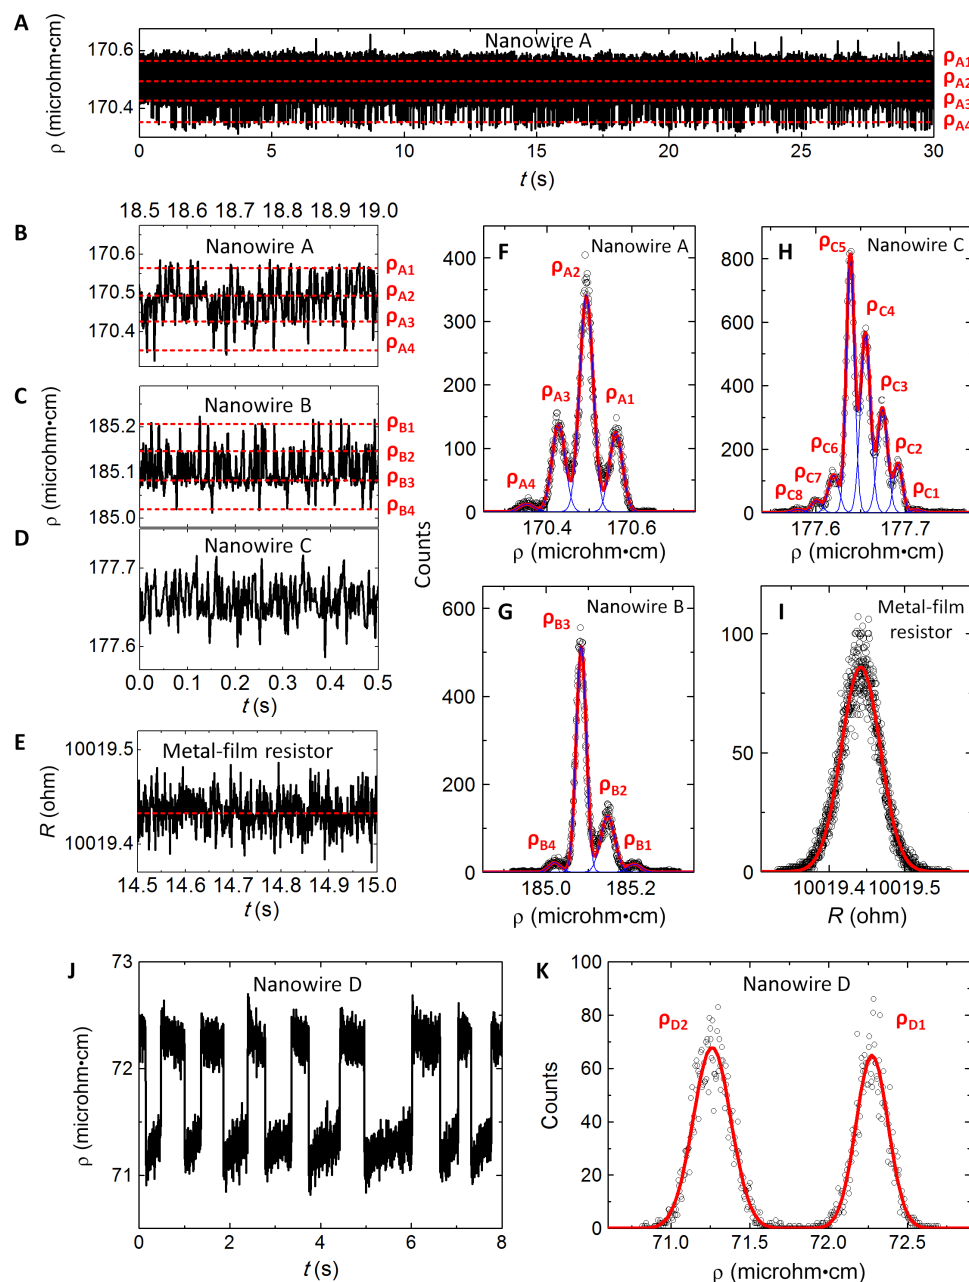 A
ρ (microhm•cm)
170.6
170.4
Nanowire A
ρA1
ρA2
ρA3
ρA4
0 5 10 15 20 25 30
t (s)
18.5 18.6 18.7 18.8 18.9 19.0
B
170.6
170.5
170.4
Nanowire A
ρA1
ρA2
ρA3
ρA4
C
ρ (microhm•cm)
185.2
185.1
185.0
Nanowire B
ρB1
ρB2
ρB3
ρB4
D
177.7
177.6
Nanowire C
0.0 0.1 0.2 0.3 0.4 0.5
t (s)
E
R (ohm)
10019.5
10019.4
Metal-film resistor
14.5 14.6 14.7 14.8 14.9 15.0
t (s)
Counts
F
Nanowire A
400
300
200
100
0
ρA2
ρA3
ρA1
ρA4
170.4 170.6
ρ (microhm•cm)
H
Nanowire C
800
600
400
200
0
ρC5
ρC4
ρC3
ρC6
ρC2
ρC7
ρC8
ρC1
177.6 177.7
ρ (microhm•cm)
G
Nanowire B
600
400
200
0
ρB3
ρB2
ρB4
ρB1
185.0 185.2
ρ (microhm•cm)
I
Metal-film
resistor
100
50
0
10019.4 10019.5
R (ohm)
J
Nanowire D
ρ (microhm•cm)
73
72
71
70
0 2 4 6 8
t (s)
K
Nanowire D
Counts
100
80
60
40
20
0
ρD2
ρD1
71.0 71.5 72.0 72.5
ρ (microhm•cm)